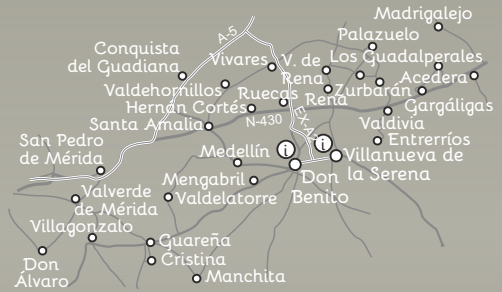 Madrigalejo
A-5
Palazuelo
Conquista
del Guadiana
Vivares
V. de
Rena
Los Guadalperales
Acedera
Valdehornillos
Ruecas
Rena
Zurbarán
Hernán Cortés
Gargáligas
Santa Amalia
N-430
Ex-A2
Valdivia
San Pedro
de Mérida
Medellín
i
i
Entrerríos
Villanueva de
la Serena
Mengabril
Don
Benito
Valverde
de Mérida
Valdelatorre
Villagonzalo
Guareña
Cristina
Don
Álvaro
Manchita